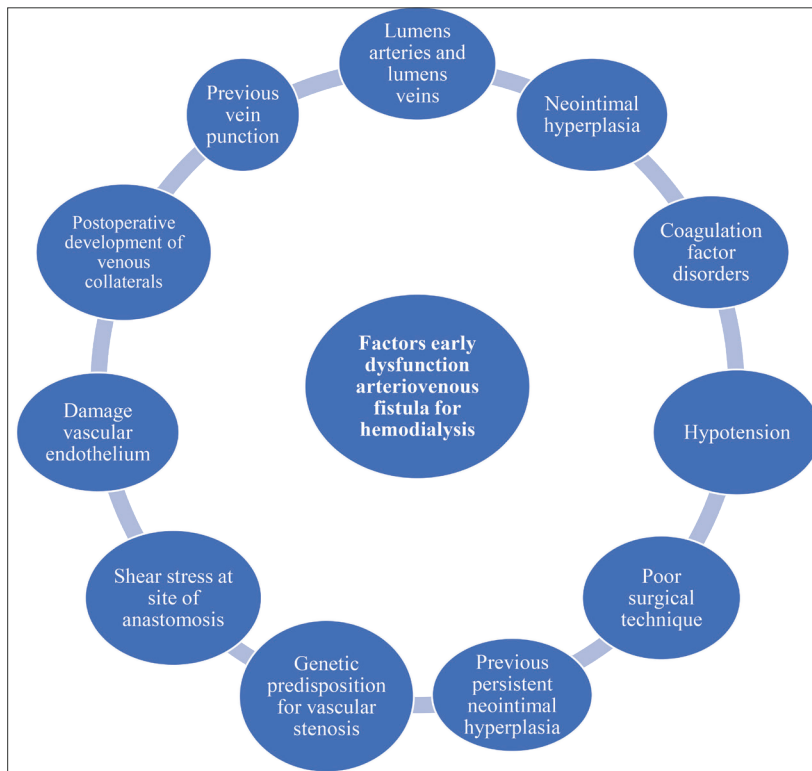 Lumens
arteries and
lumens
veins
Neointimal
hyperplasia
Coagulation
factor
disorders
Hypotension
Poor
surgical
technique
Previous
persistent
neointimal
hyperplasia
Genetic
predisposition
for vascular
stenosis
Shear stress at
site of
anastomosis
Damage
vascular
endothelium
Postoperative
development of
venous
collaterals
Previous
vein
punction
Factors early
dysfunction
arteriovenous
fistula for
hemodialysis